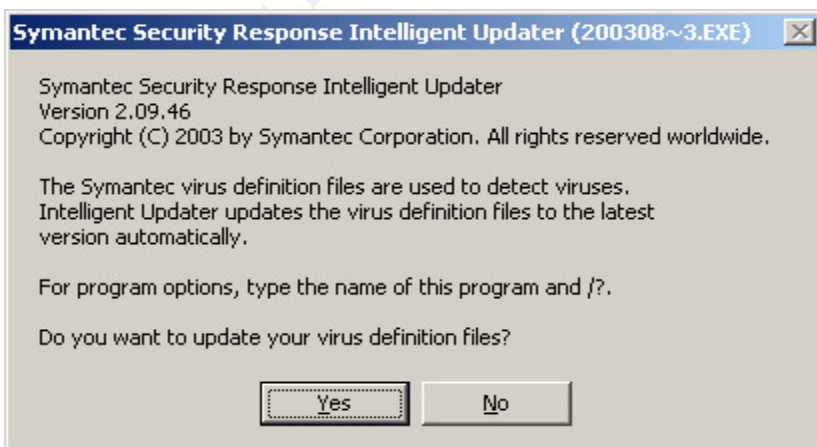 Symantec Security Response Intelligent Updater (200308~3.EXE)
Symantec Security Response Intelligent Updater
Version 2.09.46
Copyright (C) 2003 by Symantec Corporation. All rights reserved worldwide.
The Symantec virus definition files are used to detect viruses.
Intelligent Updater updates the virus definition files to the latest
version automatically.
For program options, type the name of this program and /?.
Do you want to update your virus definition files?
Yes No